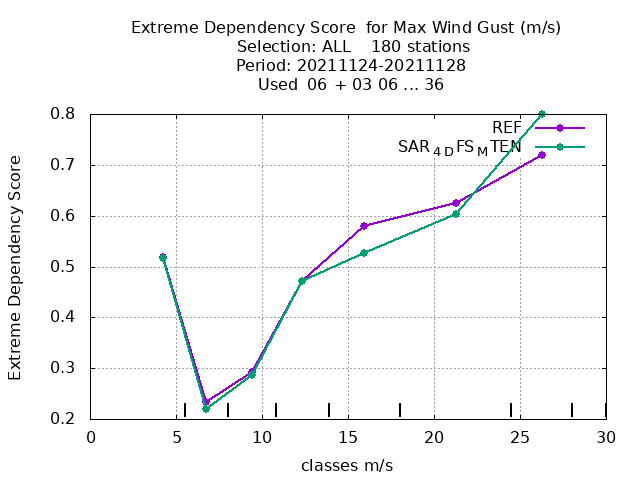 Extreme Dependency Score for Max Wind Gust (m/s)
Selection: ALL 180 stations
Period: 20211124-20211128
Used 06 + 03 06 ... 36
0.8
0.7
0.6
0.5
0.4
0.3
0.2
Extreme Dependency Score
REF
SAR4DFSMTEN
0 5 10 15 20 25 30
classes m/s